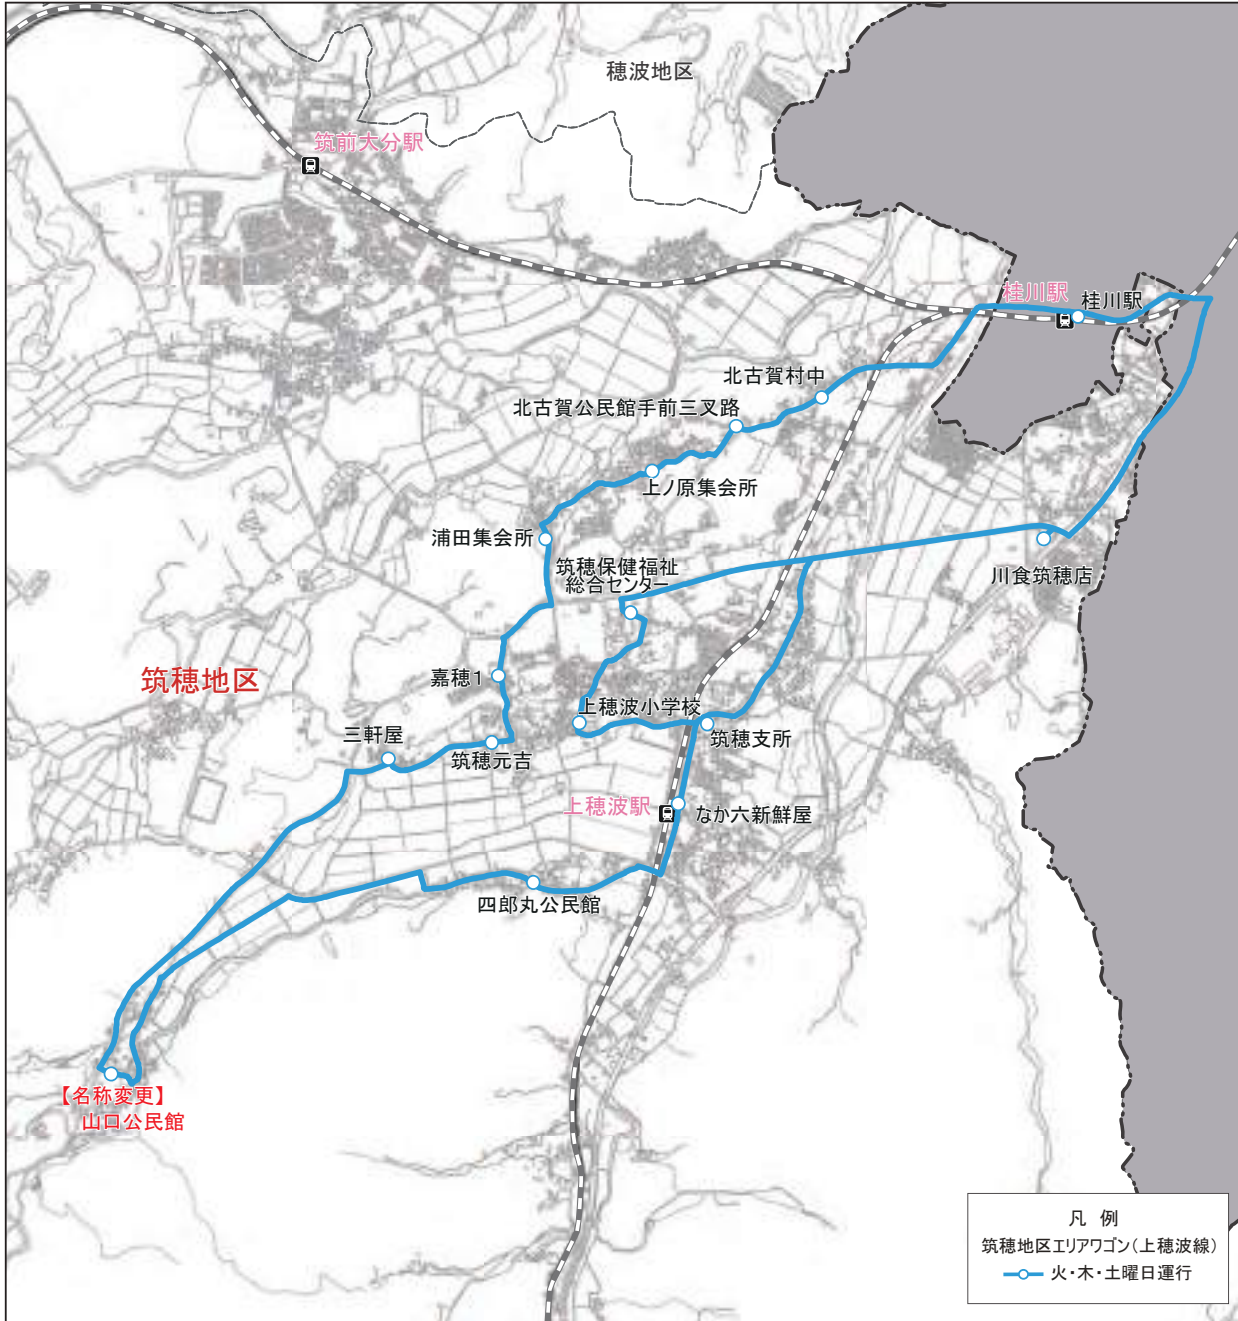 穂波地区
筑前大分駅
桂川駅
桂川駅
北古賀村中
北古賀公民館手前三叉路
上ノ原集会所
浦田集会所
筑穂保健福祉
総合センター
川食筑穂店
筑穂地区
嘉穂1
上穂波小学校
三軒屋
筑穂元吉
筑穂支所
上穂波駅
なか六新鮮屋
四郎丸公民館
【名称変更】
山口公民館
凡 例
筑穂地区エリアワゴン(上穂波線)
火・木・土曜日運行